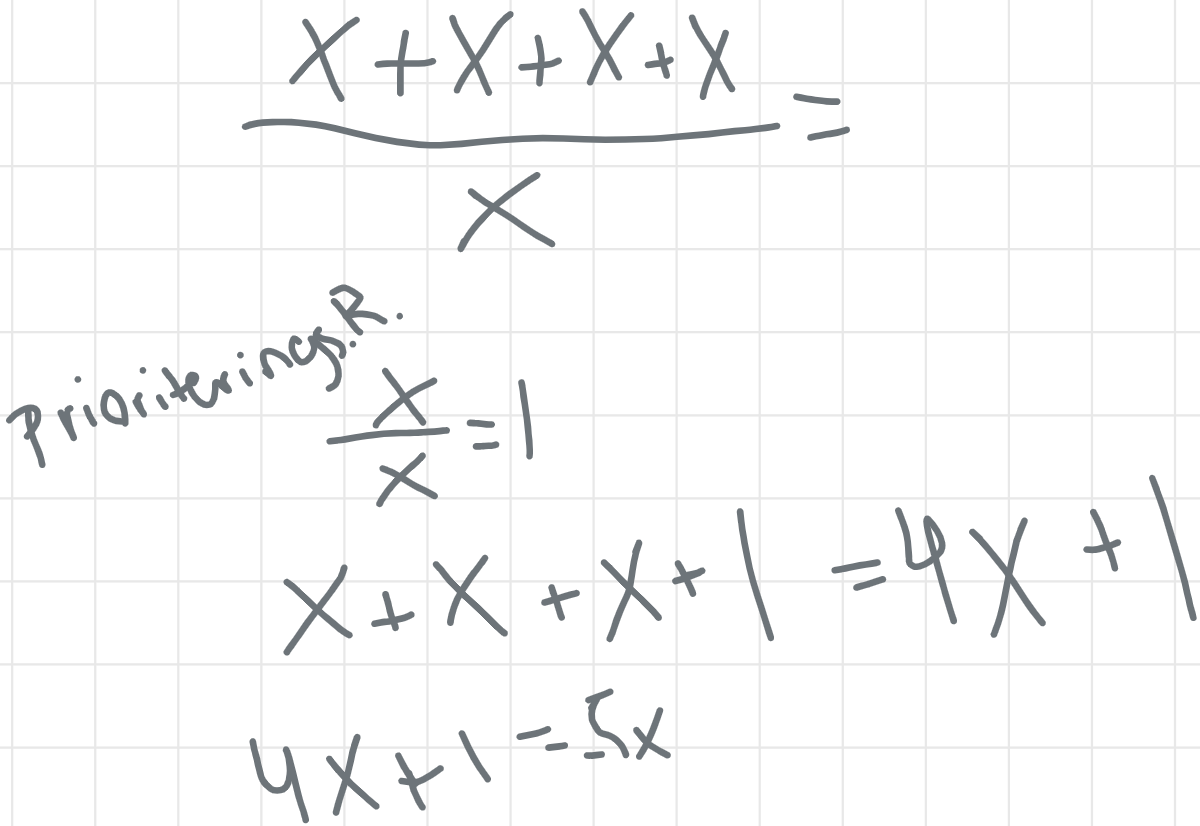 x + x + x + x
=
x
prioriterings R.
x
= 1
x
x + x + x + 1 = 4x + 1
4x + 1 = 5x